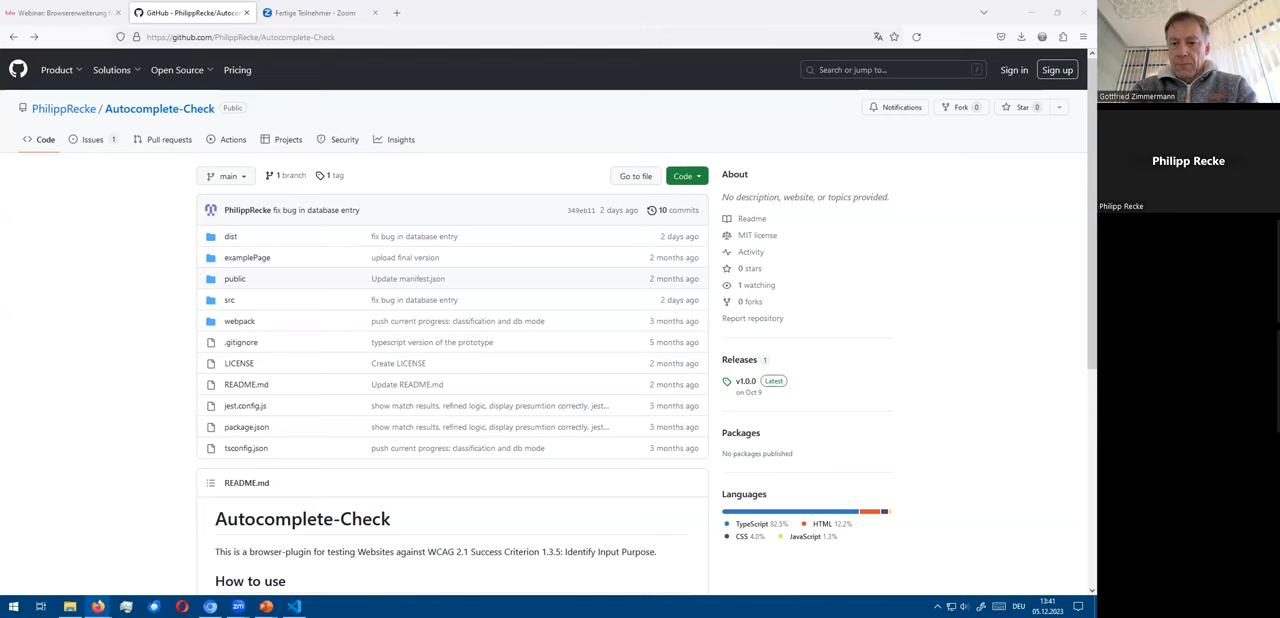 Webinar: Browsererweiterung f
GitHub - PhilippRecke/Autoco
Fertige Teilnehmer - Zoom
https://github.com/PhilippRecke/Autocomplete-Check
Product Solutions Open Source Pricing
Search or jump to... /
Sign in Sign up
PhilippRecke / Autocomplete-Check Public
Notifications Fork 0 Star 0
Code Issues 1 Pull requests Actions Projects Security Insights
main 1 branch 1 tag Go to file Code
PhilippRecke fix bug in database entry 349eb11 2 days ago 10 commits
dist fix bug in database entry 2 days ago
examplePage upload final version 2 months ago
public Update manifest.json 2 months ago
src fix bug in database entry 2 days ago
webpack push current progress: classification and db mode 3 months ago
.gitignore typescript version of the prototype 5 months ago
LICENSE Create LICENSE 2 months ago
README.md Update README.md 2 months ago
jest.config.js show match results, refined logic, display presumtion correctly, jest... 3 months ago
package.json show match results, refined logic, display presumtion correctly, jest... 3 months ago
tsconfig.json push current progress: classification and db mode 3 months ago
README.md
Autocomplete-Check
This is a browser-plugin for testing Websites against WCAG 2.1 Success Criterion 1.3.5: Identify Input Purpose.
How to use
About
No description, website, or topics provided.
Readme
MIT license
Activity
0 stars
1 watching
0 forks
Report repository
Releases 1
v1.0.0 Latest
on Oct 9
Packages
No packages published
Languages
TypeScript 82.5% HTML 12.2%
CSS 4.0% JavaScript 1.3%
Gottfried Zimmermann
Philipp Recke
Philipp Recke
zm
DEU
13:41
05.12.2023